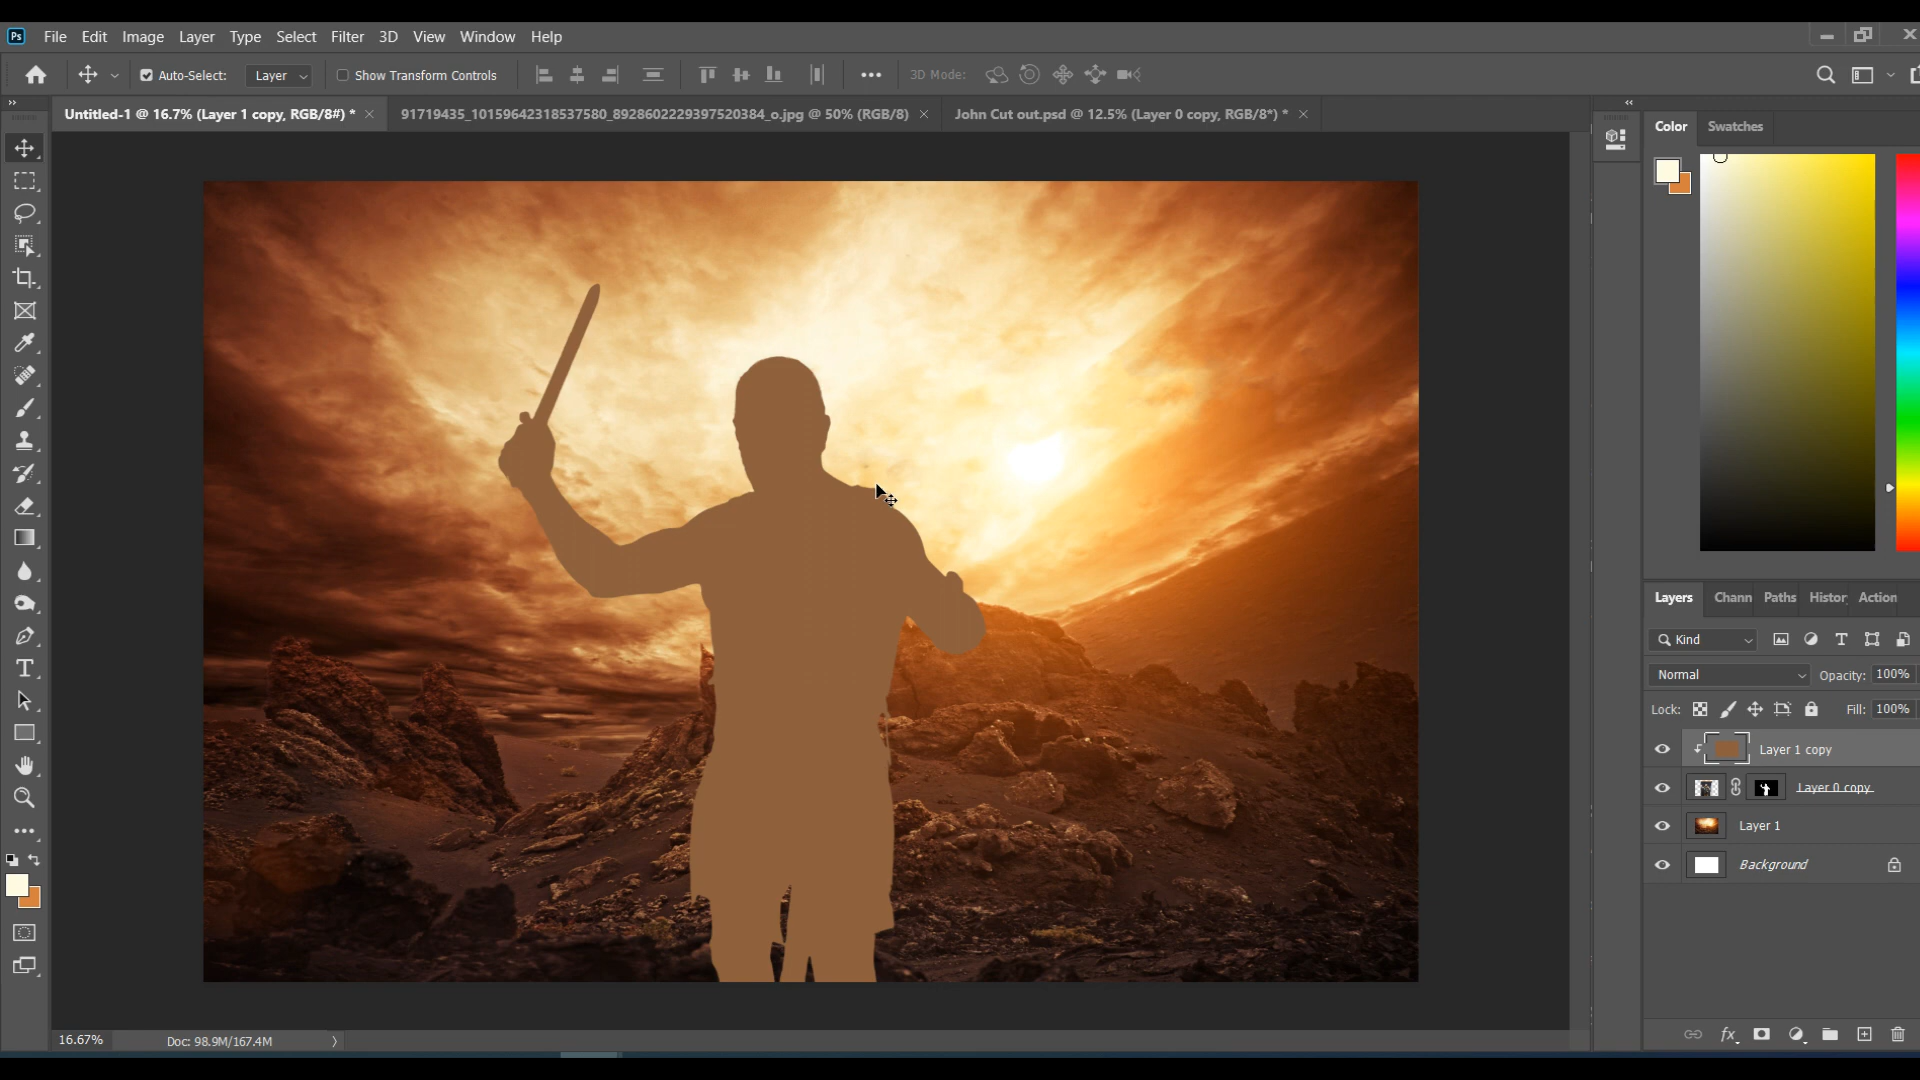 Ps File Edit Image Layer Type Select Filter 3D View Window Help
Auto-Select: Layer Show Transform Controls 3D Mode:
Untitled-1 @ 16.7% (Layer 1 copy, RGB/8#) * 91719435_10159642318537580_8928602229397520384_o.jpg @ 50% (RGB/8) John Cut out.psd @ 12.5% (Layer 0 copy, RGB/8*) *
Color Swatches
Layers Chann Paths Histor Action
Kind
Normal Opacity: 100%
Lock: Fill: 100%
Layer 1 copy
Layer 0 copy
Layer 1
Background
16.67% Doc: 98.9M/167.4M